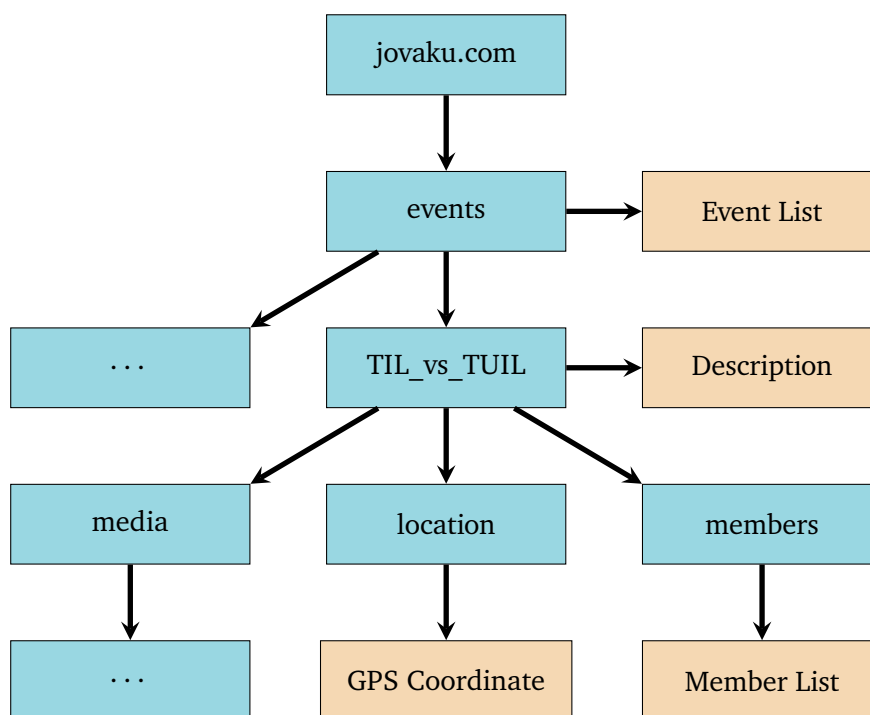 jovaku.com
events
Event List
. . .
TIL_vs_TUIL
Description
media
location
members
. . .
GPS Coordinate
Member List